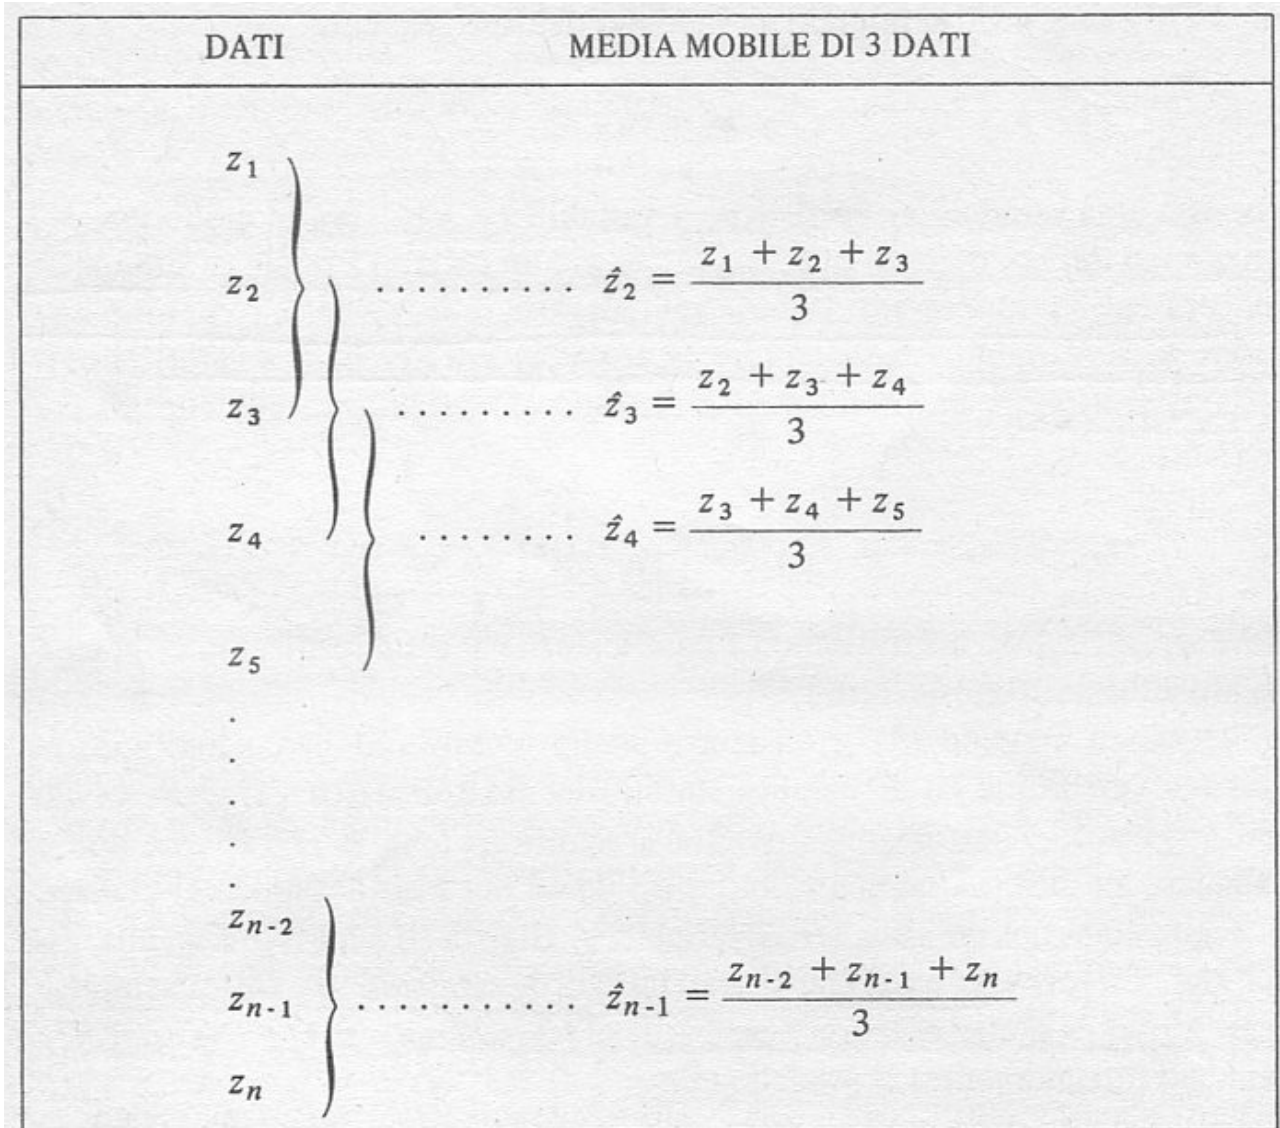 DATI MEDIA MOBILE DI 3 DATI
z₁
z₂ .......... ẑ₂ = (z₁ + z₂ + z₃) / 3
z₃ ......... ẑ₃ = (z₂ + z₃ + z₄) / 3
z₄ ........ ẑ₄ = (z₃ + z₄ + z₅) / 3
z₅
.
.
.
.
.
zₙ₋₂
zₙ₋₁ ........... ẑₙ₋₁ = (zₙ₋₂ + zₙ₋₁ + zₙ) / 3
zₙ